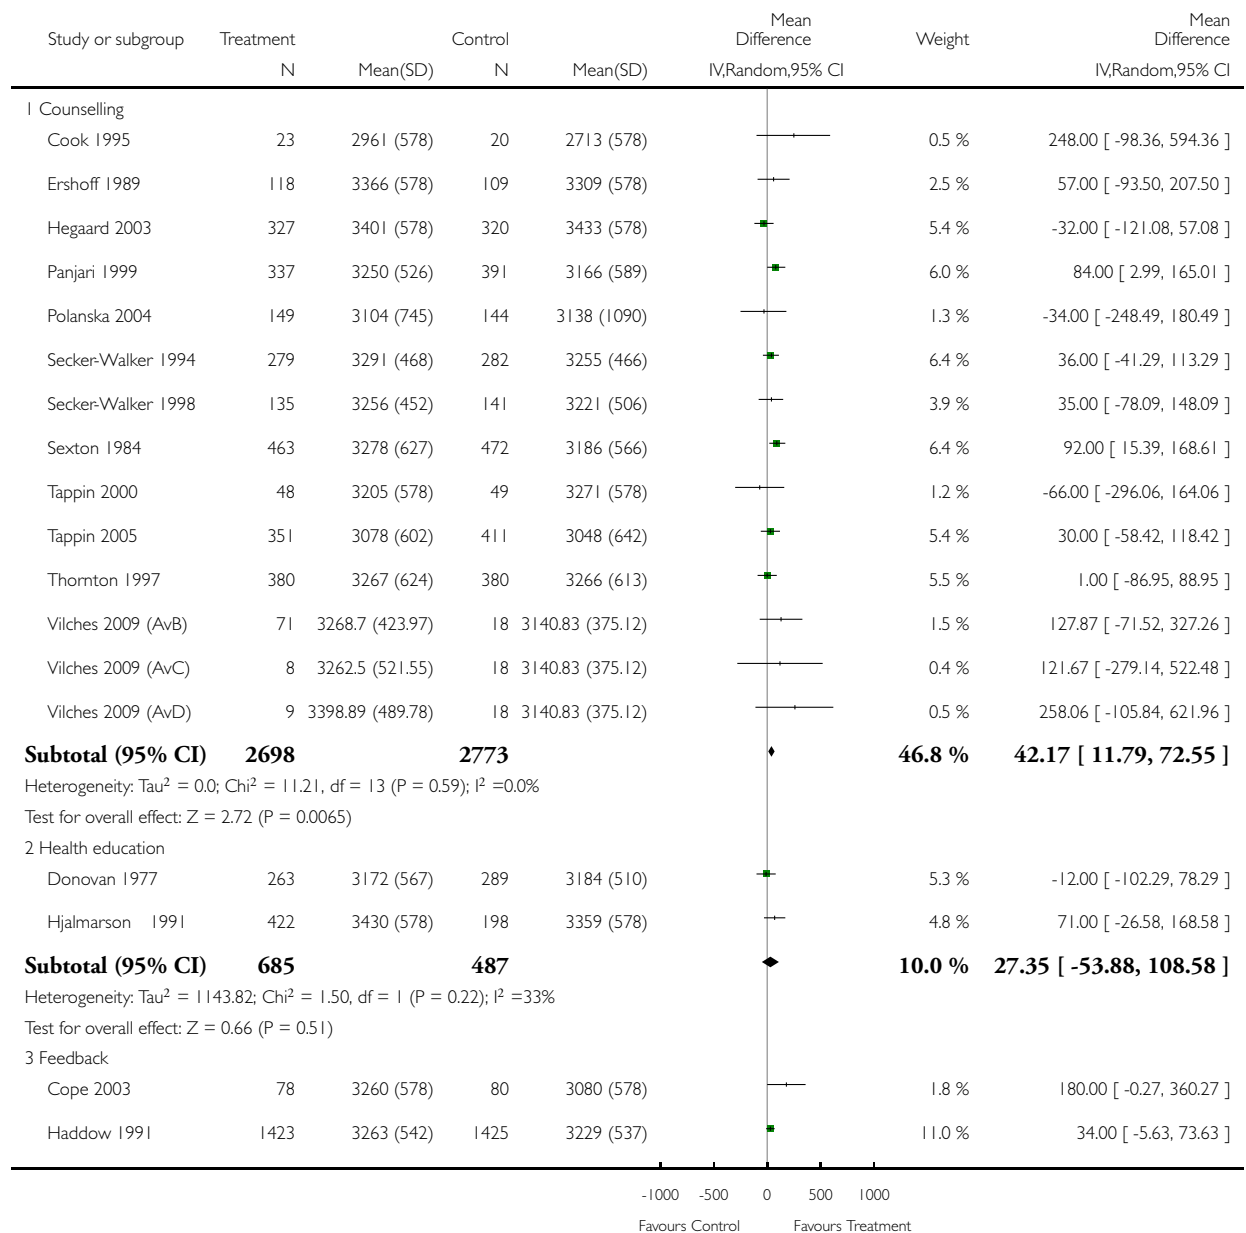 Study or subgroup Treatment Control Mean Difference Weight Mean Difference
N Mean(SD) N Mean(SD) IV,Random,95% CI IV,Random,95% CI
1 Counselling
Cook 1995 23 2961 (578) 20 2713 (578) 0.5 % 248.00 [ -98.36, 594.36 ]
Ershoff 1989 118 3366 (578) 109 3309 (578) 2.5 % 57.00 [ -93.50, 207.50 ]
Hegaard 2003 327 3401 (578) 320 3433 (578) 5.4 % -32.00 [ -121.08, 57.08 ]
Panjari 1999 337 3250 (526) 391 3166 (589) 6.0 % 84.00 [ 2.99, 165.01 ]
Polanska 2004 149 3104 (745) 144 3138 (1090) 1.3 % -34.00 [ -248.49, 180.49 ]
Secker-Walker 1994 279 3291 (468) 282 3255 (466) 6.4 % 36.00 [ -41.29, 113.29 ]
Secker-Walker 1998 135 3256 (452) 141 3221 (506) 3.9 % 35.00 [ -78.09, 148.09 ]
Sexton 1984 463 3278 (627) 472 3186 (566) 6.4 % 92.00 [ 15.39, 168.61 ]
Tappin 2000 48 3205 (578) 49 3271 (578) 1.2 % -66.00 [ -296.06, 164.06 ]
Tappin 2005 351 3078 (602) 411 3048 (642) 5.4 % 30.00 [ -58.42, 118.42 ]
Thornton 1997 380 3267 (624) 380 3266 (613) 5.5 % 1.00 [ -86.95, 88.95 ]
Vilches 2009 (AvB) 71 3268.7 (423.97) 18 3140.83 (375.12) 1.5 % 127.87 [ -71.52, 327.26 ]
Vilches 2009 (AvC) 8 3262.5 (521.55) 18 3140.83 (375.12) 0.4 % 121.67 [ -279.14, 522.48 ]
Vilches 2009 (AvD) 9 3398.89 (489.78) 18 3140.83 (375.12) 0.5 % 258.06 [ -105.84, 621.96 ]
Subtotal (95% CI) 2698 2773 46.8 % 42.17 [ 11.79, 72.55 ]
Heterogeneity: Tau² = 0.0; Chi² = 11.21, df = 13 (P = 0.59); I² =0.0%
Test for overall effect: Z = 2.72 (P = 0.0065)
2 Health education
Donovan 1977 263 3172 (567) 289 3184 (510) 5.3 % -12.00 [ -102.29, 78.29 ]
Hjalmarson 1991 422 3430 (578) 198 3359 (578) 4.8 % 71.00 [ -26.58, 168.58 ]
Subtotal (95% CI) 685 487 10.0 % 27.35 [ -53.88, 108.58 ]
Heterogeneity: Tau² = 1143.82; Chi² = 1.50, df = 1 (P = 0.22); I² =33%
Test for overall effect: Z = 0.66 (P = 0.51)
3 Feedback
Cope 2003 78 3260 (578) 80 3080 (578) 1.8 % 180.00 [ -0.27, 360.27 ]
Haddow 1991 1423 3263 (542) 1425 3229 (537) 11.0 % 34.00 [ -5.63, 73.63 ]
-1000 -500 0 500 1000
Favours Control Favours Treatment